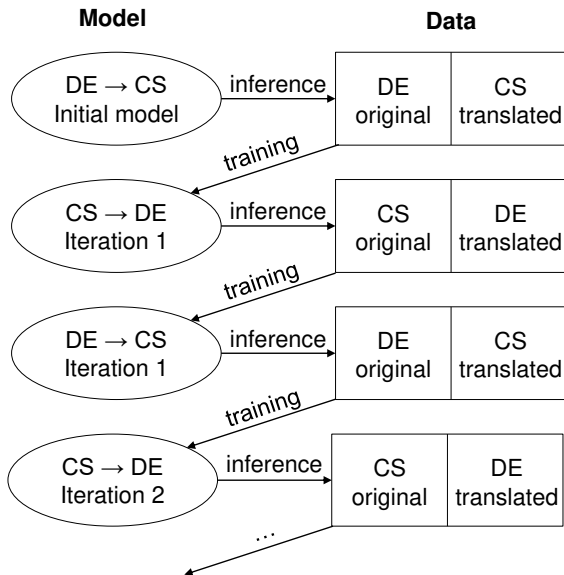 Model
Data
DE → CS
Initial model
inference
DE
original
CS
translated
training
CS → DE
Iteration 1
inference
CS
original
DE
translated
training
DE → CS
Iteration 1
inference
DE
original
CS
translated
training
CS → DE
Iteration 2
inference
CS
original
DE
translated
...